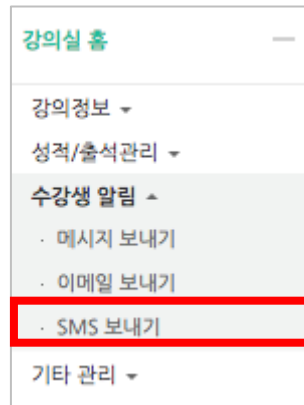 강의실 홈
강의정보
성적/출석관리
수강생 알림
· 메시지 보내기
· 이메일 보내기
· SMS 보내기
기타 관리